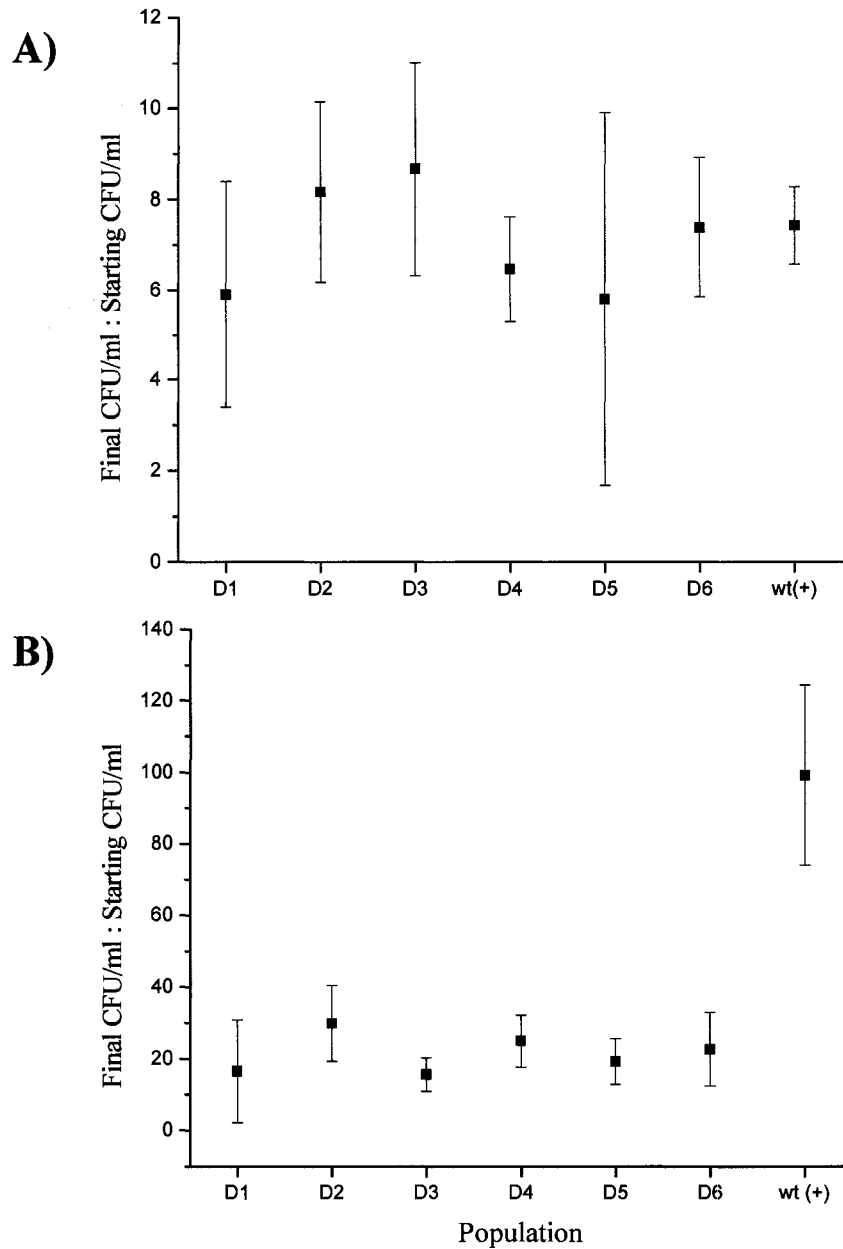 A)
Final CFU/ml : Starting CFU/ml
12
10
8
6
4
2
0
D1 D2 D3 D4 D5 D6 wt(+)
B)
Final CFU/ml : Starting CFU/ml
140
120
100
80
60
40
20
0
D1 D2 D3 D4 D5 D6 wt (+)
Population